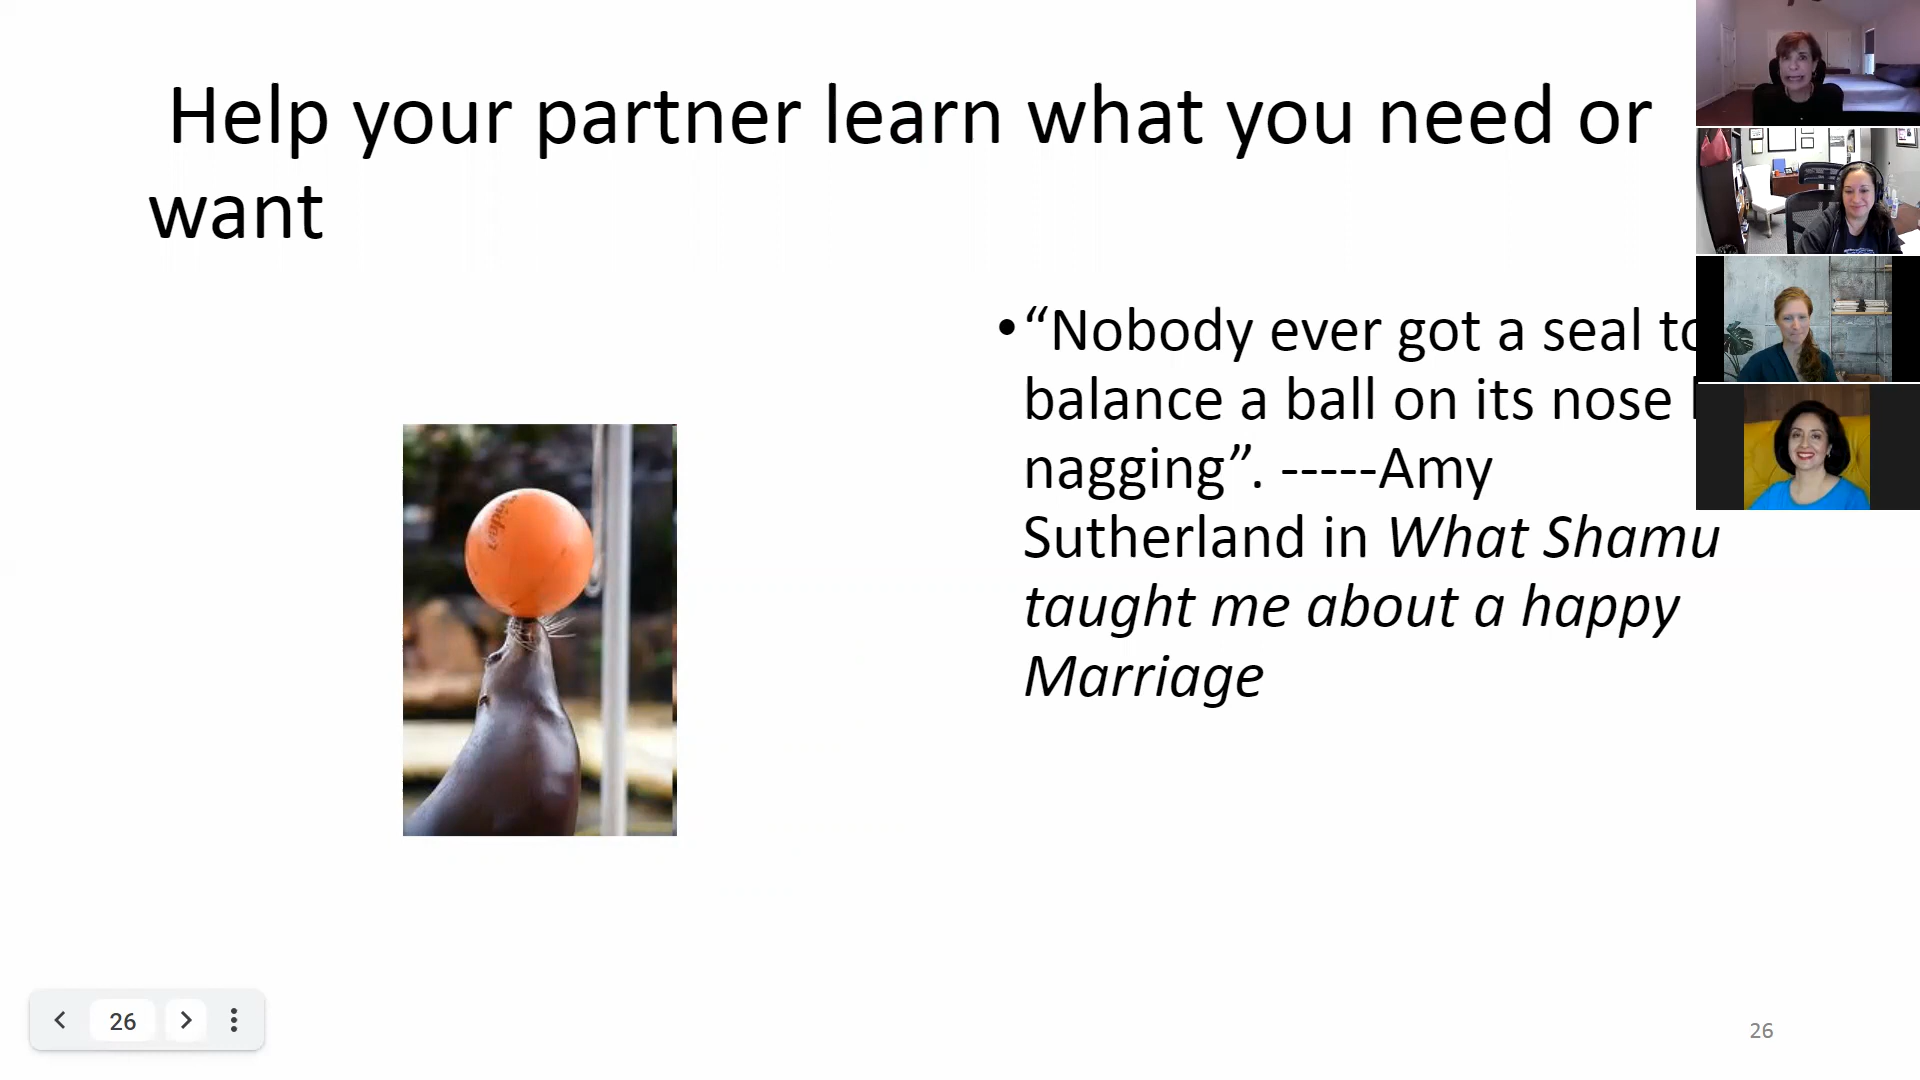 Help your partner learn what you need or
want
• “Nobody ever got a seal to
balance a ball on its nose
nagging”. -----Amy
Sutherland in What Shamu
taught me about a happy
Marriage
26
26